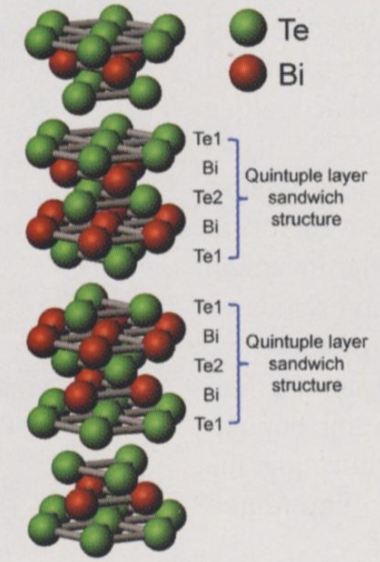 Te
Bi
Te1
Bi
Te2
Bi
Te1
Quintuple layer
sandwich
structure
Te1
Bi
Te2
Bi
Te1
Quintuple layer
sandwich
structure